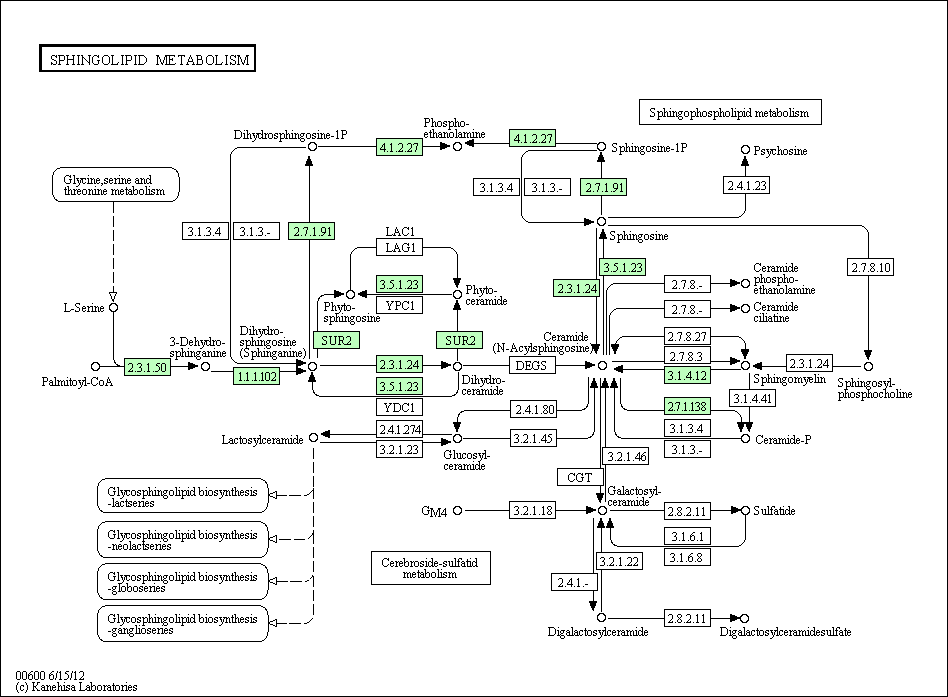 SPHINGOLIPID METABOLISM
Sphingophospholipid metabolism
Dihydrosphingosine-1P
4.1.2.27
Phospho-
ethanolamine
4.1.2.27
Sphingosine-1P
Psychosine
Glycine,serine and
threonine metabolism
3.1.3.4
3.1.3.-
2.7.1.91
2.4.1.23
3.1.3.4
3.1.3.-
2.7.1.91
LAC1
LAG1
Sphingosine
3.5.1.23
2.7.8.10
3.5.1.23
YPC1
Phyto-
sphingosine
Phyto-
ceramide
2.3.1.24
2.7.8.-
Ceramide
phospho-
ethanolamine
L-Serine
2.7.8.-
Ceramide
ciliatine
3-Dehydro-
sphinganine
Dihydro-
sphingosine
(Sphinganine)
SUR2
SUR2
Ceramide
(N-Acylsphingosine)
2.7.8.27
2.7.8.3
Palmitoyl-CoA
2.3.1.50
1.1.1.102
2.3.1.24
3.5.1.23
YDC1
Dihydro-
ceramide
DEGS
3.1.4.12
Sphingomyelin
2.3.1.24
Sphingosyl-
phosphocholine
2.4.1.80
2.7.1.138
3.1.4.41
Lactosylceramide
2.4.1.274
3.2.1.23
Glucosyl-
ceramide
3.2.1.45
3.1.3.4
3.1.3.-
Ceramide-P
3.2.1.46
CGT
Glycosphingolipid biosynthesis
-lactseries
GM4
3.2.1.18
Galactosyl-
ceramide
2.8.2.11
Sulfatide
Glycosphingolipid biosynthesis
-neolactseries
3.1.6.1
3.1.6.8
Cerebroside-sulfatid
metabolism
3.2.1.22
Glycosphingolipid biosynthesis
-globoseries
2.4.1.-
Glycosphingolipid biosynthesis
-ganglioseries
Digalactosylceramide
2.8.2.11
Digalactosylceramidesulfate
00600 6/15/12
(c) Kanehisa Laboratories